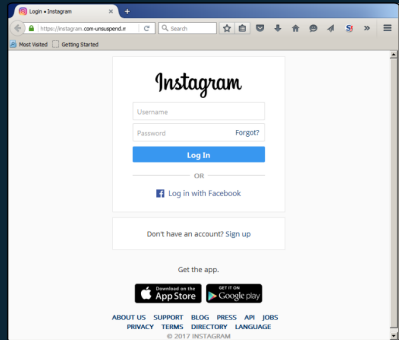 Login • Instagram
https://instagram.com-unsuspend.ir
Search
Most Visited
Getting Started
Instagram
Username
Password
Forgot?
Log In
OR
Log in with Facebook
Don't have an account? Sign up
Get the app.
Download on the
App Store
GET IT ON
Google play
ABOUT US SUPPORT BLOG PRESS API JOBS
PRIVACY TERMS DIRECTORY LANGUAGE
© 2017 INSTAGRAM